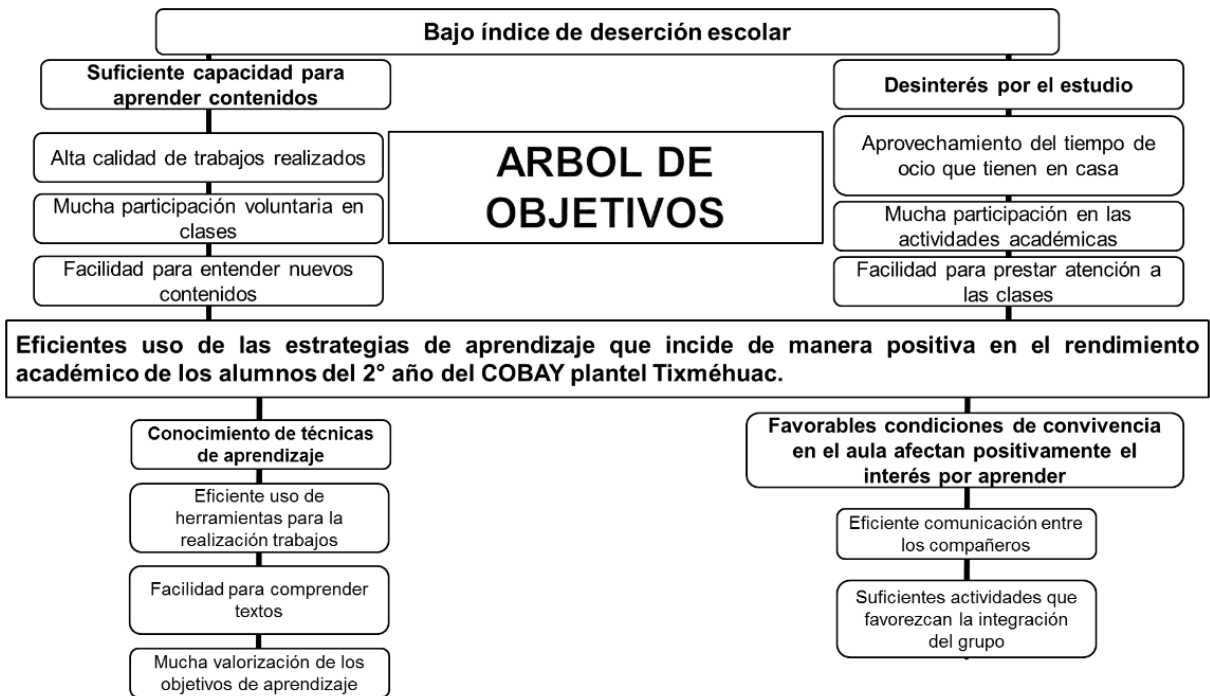 Bajo índice de deserción escolar
Suficiente capacidad para
aprender contenidos
Alta calidad de trabajos realizados
Mucha participación voluntaria en
clases
Facilidad para entender nuevos
contenidos
ARBOL DE
OBJETIVOS
Desinterés por el estudio
Aprovechamiento del tiempo de
ocio que tienen en casa
Mucha participación en las
actividades académicas
Facilidad para prestar atención a
las clases
Eficientes uso de las estrategias de aprendizaje que incide de manera positiva en el rendimiento
académico de los alumnos del 2° año del COBAY plantel Tixméhuac.
Conocimiento de técnicas
de aprendizaje
Eficiente uso de
herramientas para la
realización trabajos
Facilidad para comprender
textos
Mucha valorización de los
objetivos de aprendizaje
Favorables condiciones de convivencia
en el aula afectan positivamente el
interés por aprender
Eficiente comunicación entre
los compañeros
Suficientes actividades que
favorezcan la integración
del grupo